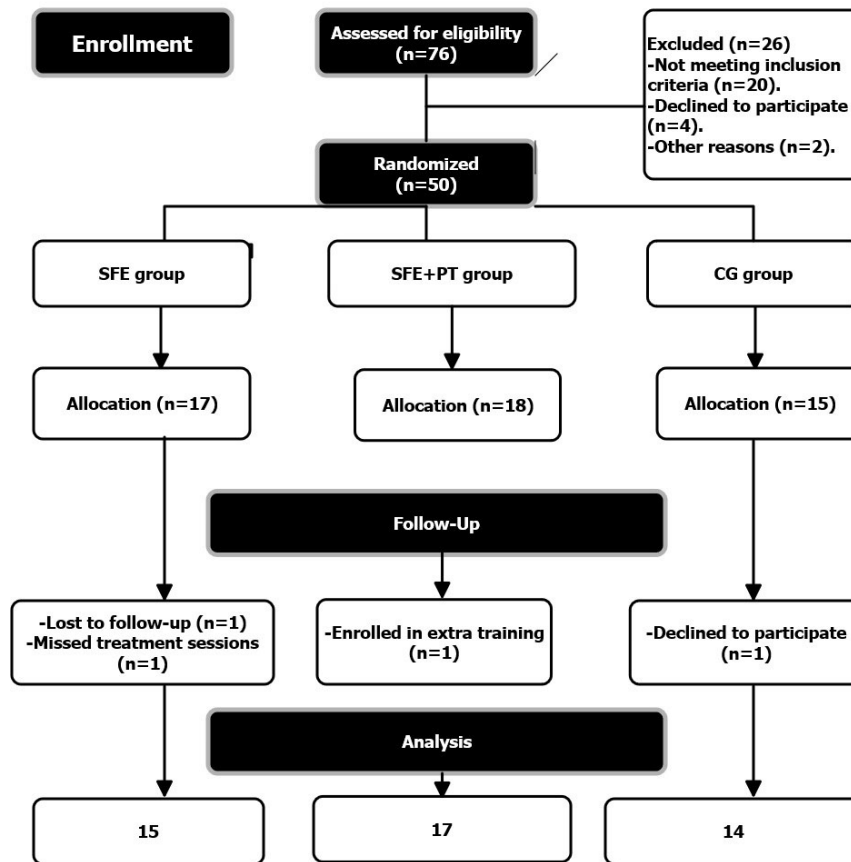 Enrollment
Assessed for eligibility
(n=76)
Excluded (n=26)
-Not meeting inclusion
criteria (n=20).
-Declined to participate
(n=4).
-Other reasons (n=2).
Randomized
(n=50)
SFE group
SFE+PT group
CG group
Allocation (n=17)
Allocation (n=18)
Allocation (n=15)
Follow-Up
-Lost to follow-up (n=1)
-Missed treatment sessions
(n=1)
-Enrolled in extra training
(n=1)
-Declined to participate
(n=1)
Analysis
15
17
14